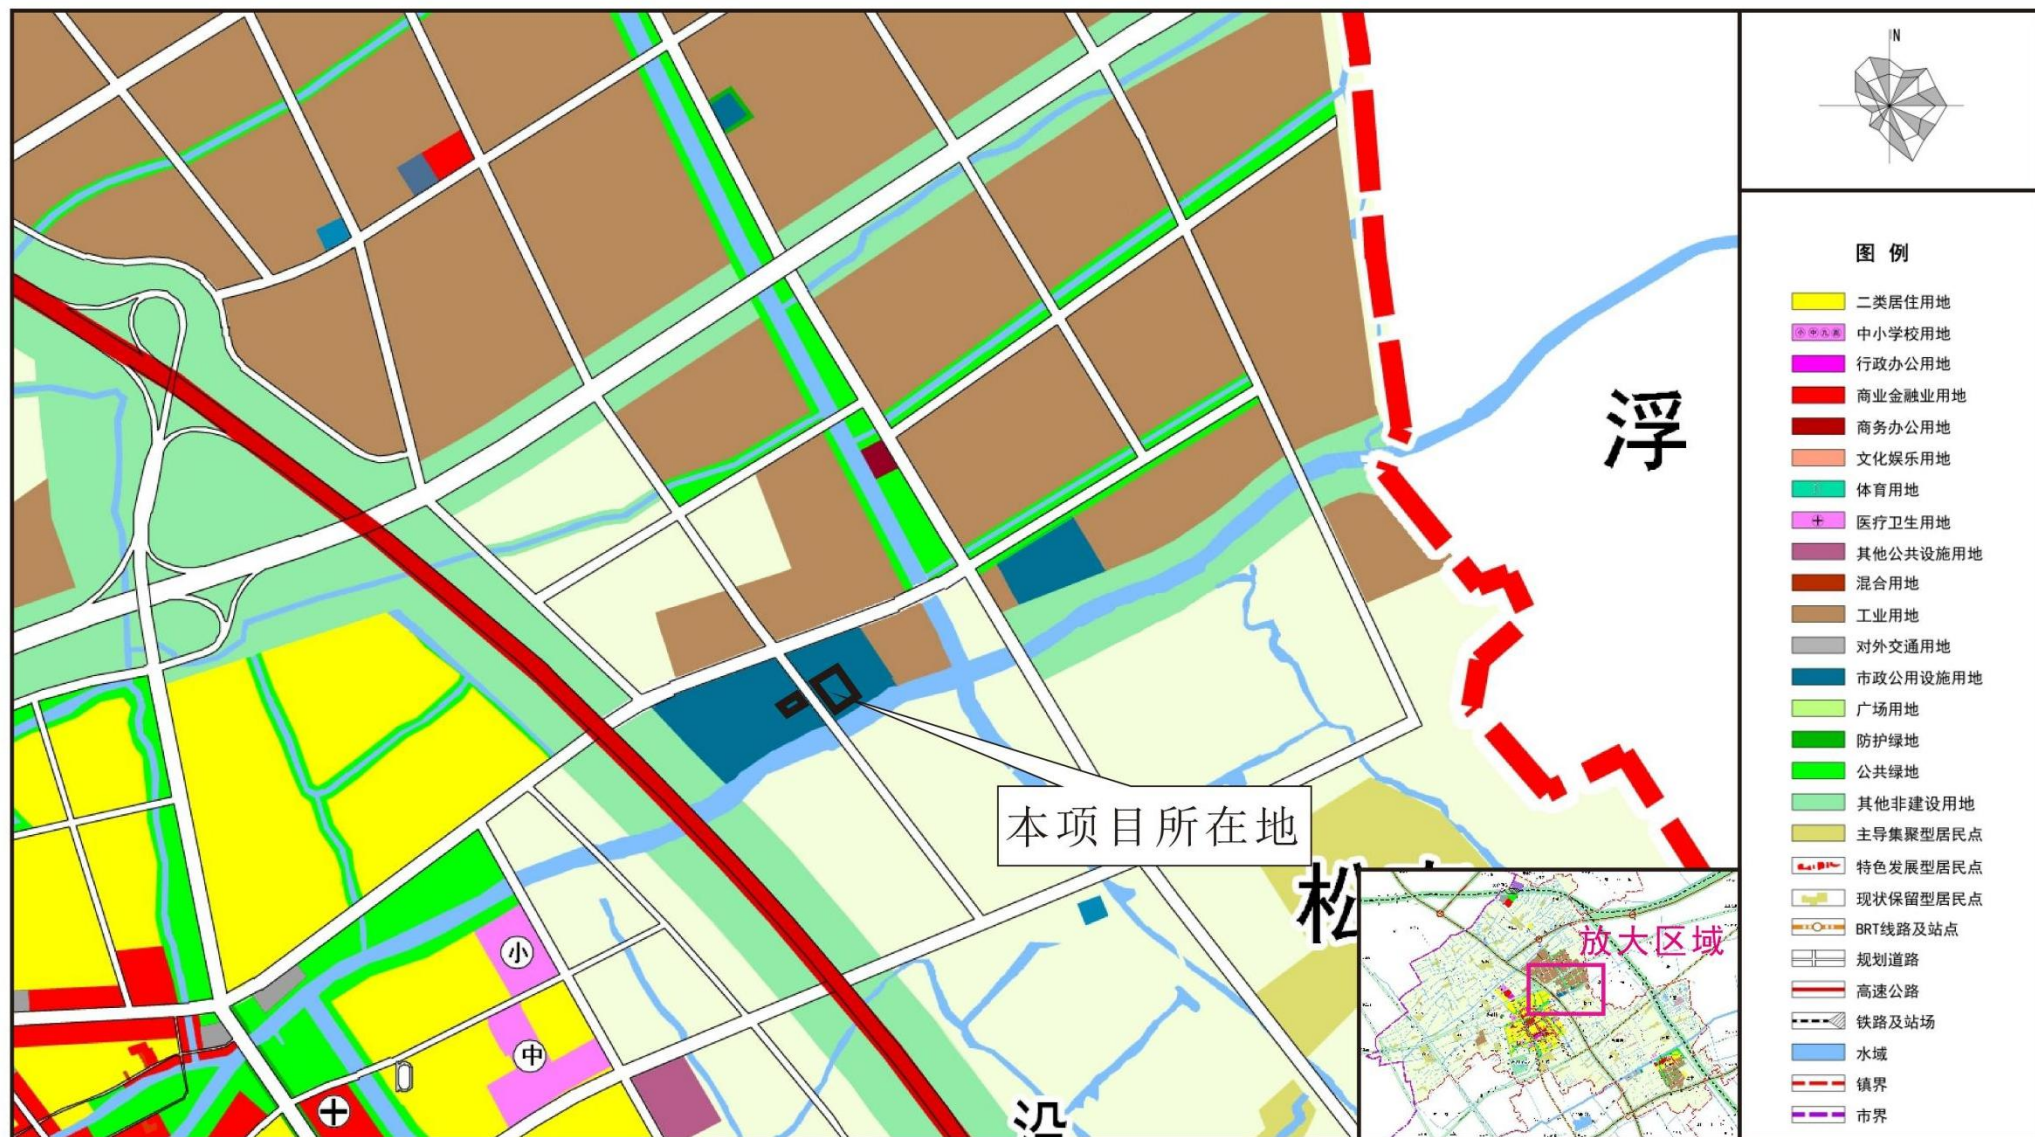 N
图例
二类居住用地
小 中 九 高 中小学校用地
行政办公用地
商业金融业用地
商务办公用地
文化娱乐用地
体育用地
医疗卫生用地
其他公共设施用地
混合用地
工业用地
对外交通用地
市政公用设施用地
广场用地
防护绿地
公共绿地
其他非建设用地
主导集聚型居民点
特色发展型居民点
现状保留型居民点
BRT线路及站点
规划道路
高速公路
铁路及站场
水域
镇界
市界
浮
本项目所在地
松
放大区域
小
中
沿